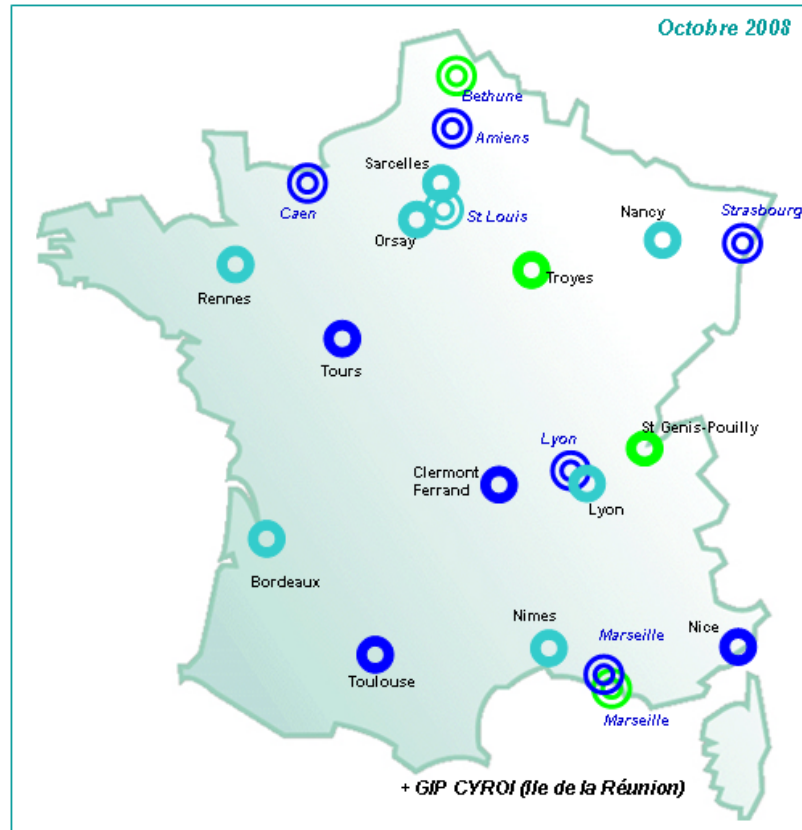 Octobre 2008
Bethune
Amiens
Sarcelles
Caen
St Louis
Orsay
Nancy
Strasbourg
Rennes
Troyes
Tours
St Genis-Pouilly
Lyon
Clermont
Ferrand
Lyon
Bordeaux
Nimes
Marseille
Nice
Toulouse
Marseille
+ GIP CYROI (Ile de la Réunion)